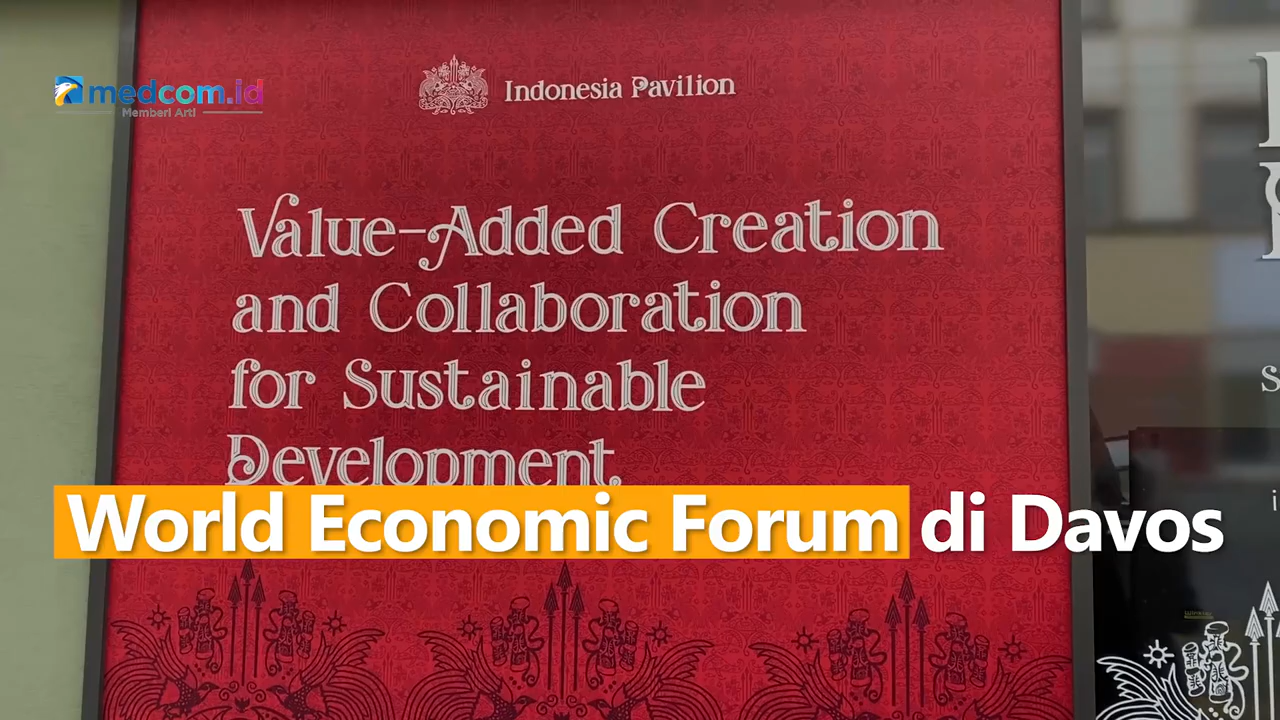 medcom.id
Memberi Arti
Indonesia Pavilion
Value-Added Creation
and Collaboration
for Sustainable
Development
World Economic Forum di Davos